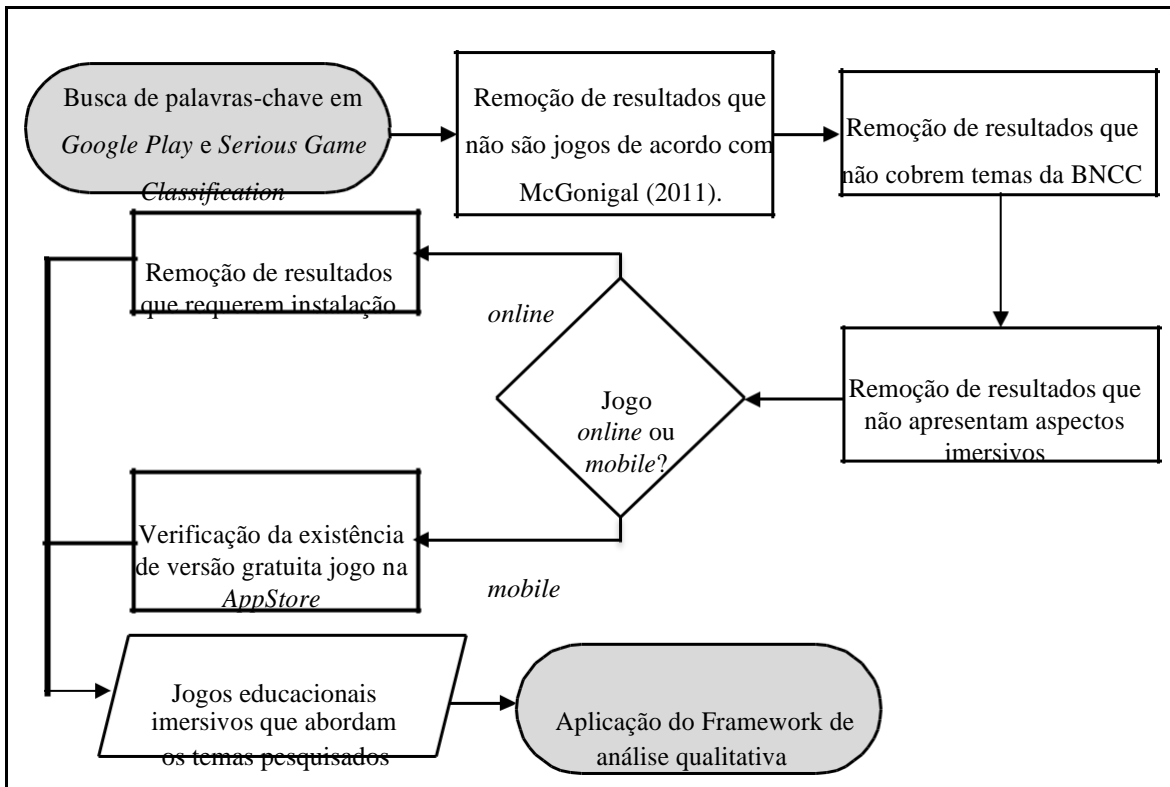 Busca de palavras-chave em
Google Play e Serious Game
Classification
Remoção de resultados que
não são jogos de acordo com
McGonigal (2011).
Remoção de resultados que
não cobrem temas da BNCC
Remoção de resultados que
não apresentam aspectos
imersivos
Jogo
online ou
mobile?
online
Remoção de resultados
que requerem instalação
mobile
Verificação da existência
de versão gratuita jogo na
AppStore
Jogos educacionais
imersivos que abordam
os temas pesquisados
Aplicação do Framework de
análise qualitativa